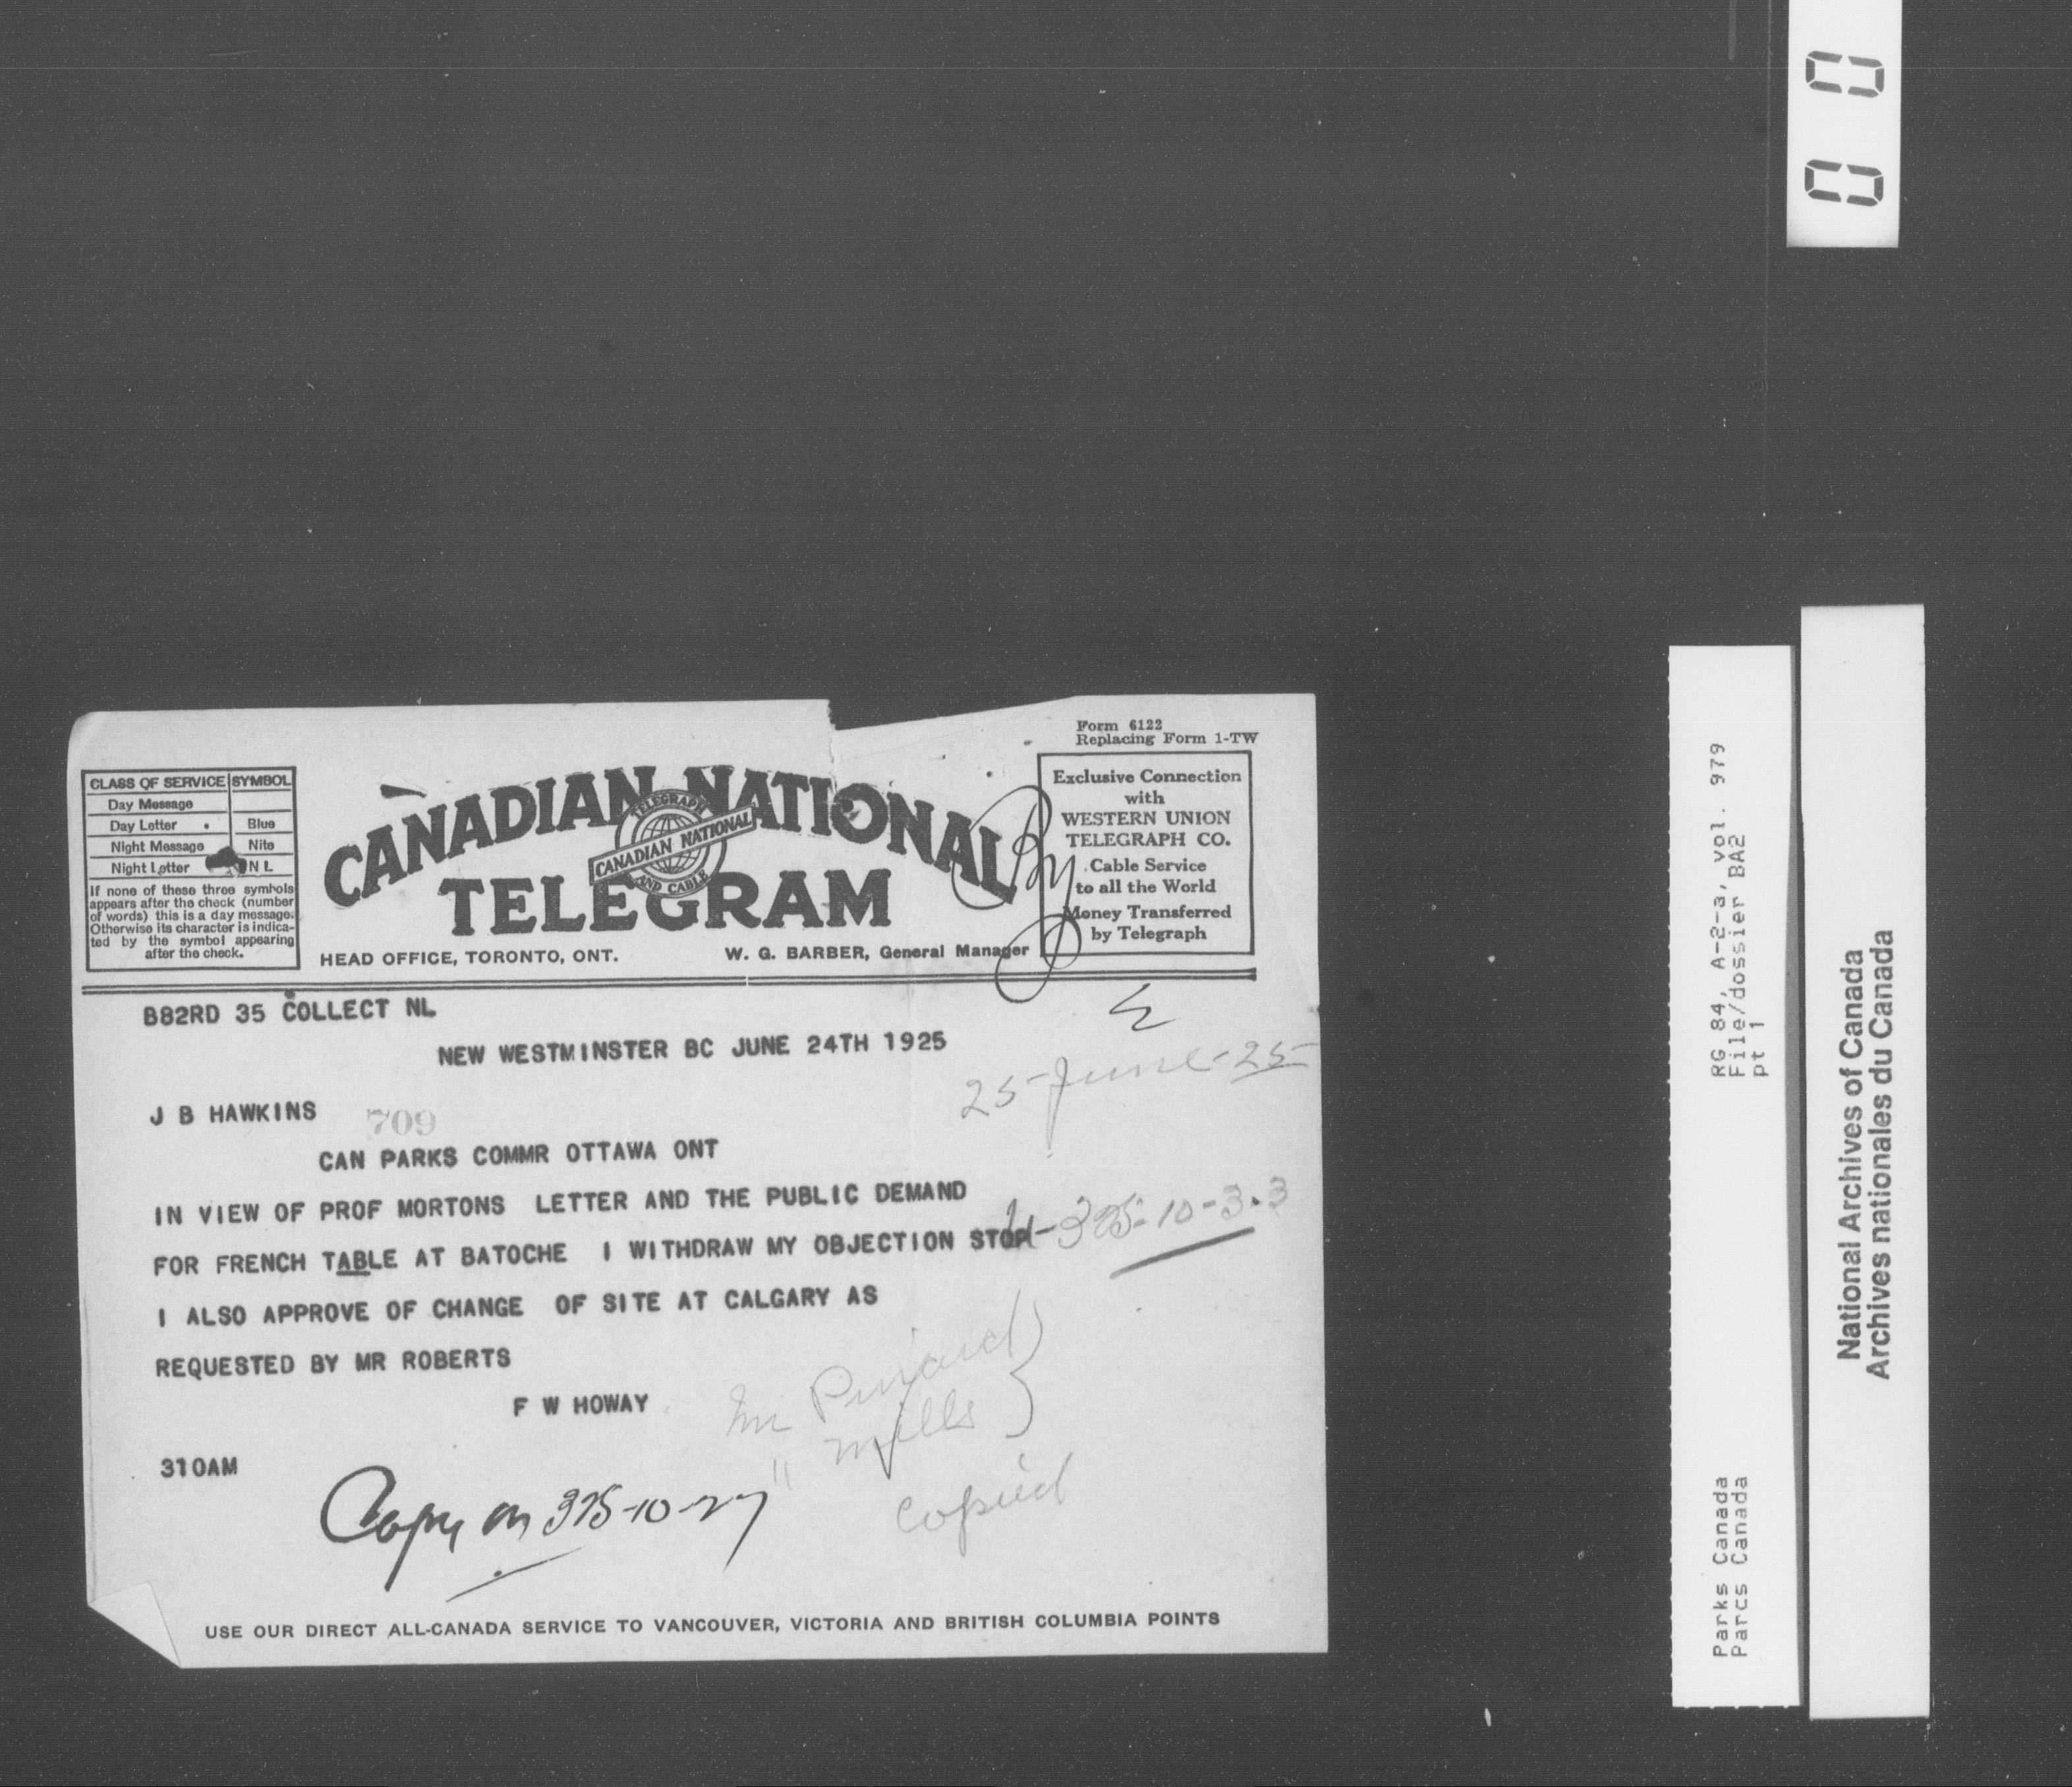 Form 6122
Replacing Form 1-TW
CLASS OF SERVICE SYMBOL
Day Message
Day Letter Blue
Night Message Nite
Night Letter N L
If none of these three symbols
appears after the check (number
of words) this is a day message.
Otherwise its character is indica-
ted by the symbol appearing
after the check.
CANADIAN NATIONAL
TELEGRAPH
CANADIAN NATIONAL
AND CABLE
TELEGRAM
Exclusive Connection
with
WESTERN UNION
TELEGRAPH CO.
Cable Service
to all the World
Money Transferred
by Telegraph
HEAD OFFICE, TORONTO, ONT.
W. G. BARBER, General Manager
B82RD 35 COLLECT NL
NEW WESTMINSTER BC JUNE 24TH 1925
25-June-25
J B HAWKINS
709
CAN PARKS COMMR OTTAWA ONT
IN VIEW OF PROF MORTONS LETTER AND THE PUBLIC DEMAND
FOR FRENCH TABLE AT BATOCHE I WITHDRAW MY OBJECTION STOP
I ALSO APPROVE OF CHANGE OF SITE AT CALGARY AS
REQUESTED BY MR ROBERTS
F W HOWAY
Mills
310AM
Copied
Copy on 325-10-27
USE OUR DIRECT ALL-CANADA SERVICE TO VANCOUVER, VICTORIA AND BRITISH COLUMBIA POINTS
0 0
RG 84, A-2-a, vol. 979
File/dossier BA2
pt 1
Parks Canada
Parcs Canada
National Archives of Canada
Archives nationales du Canada